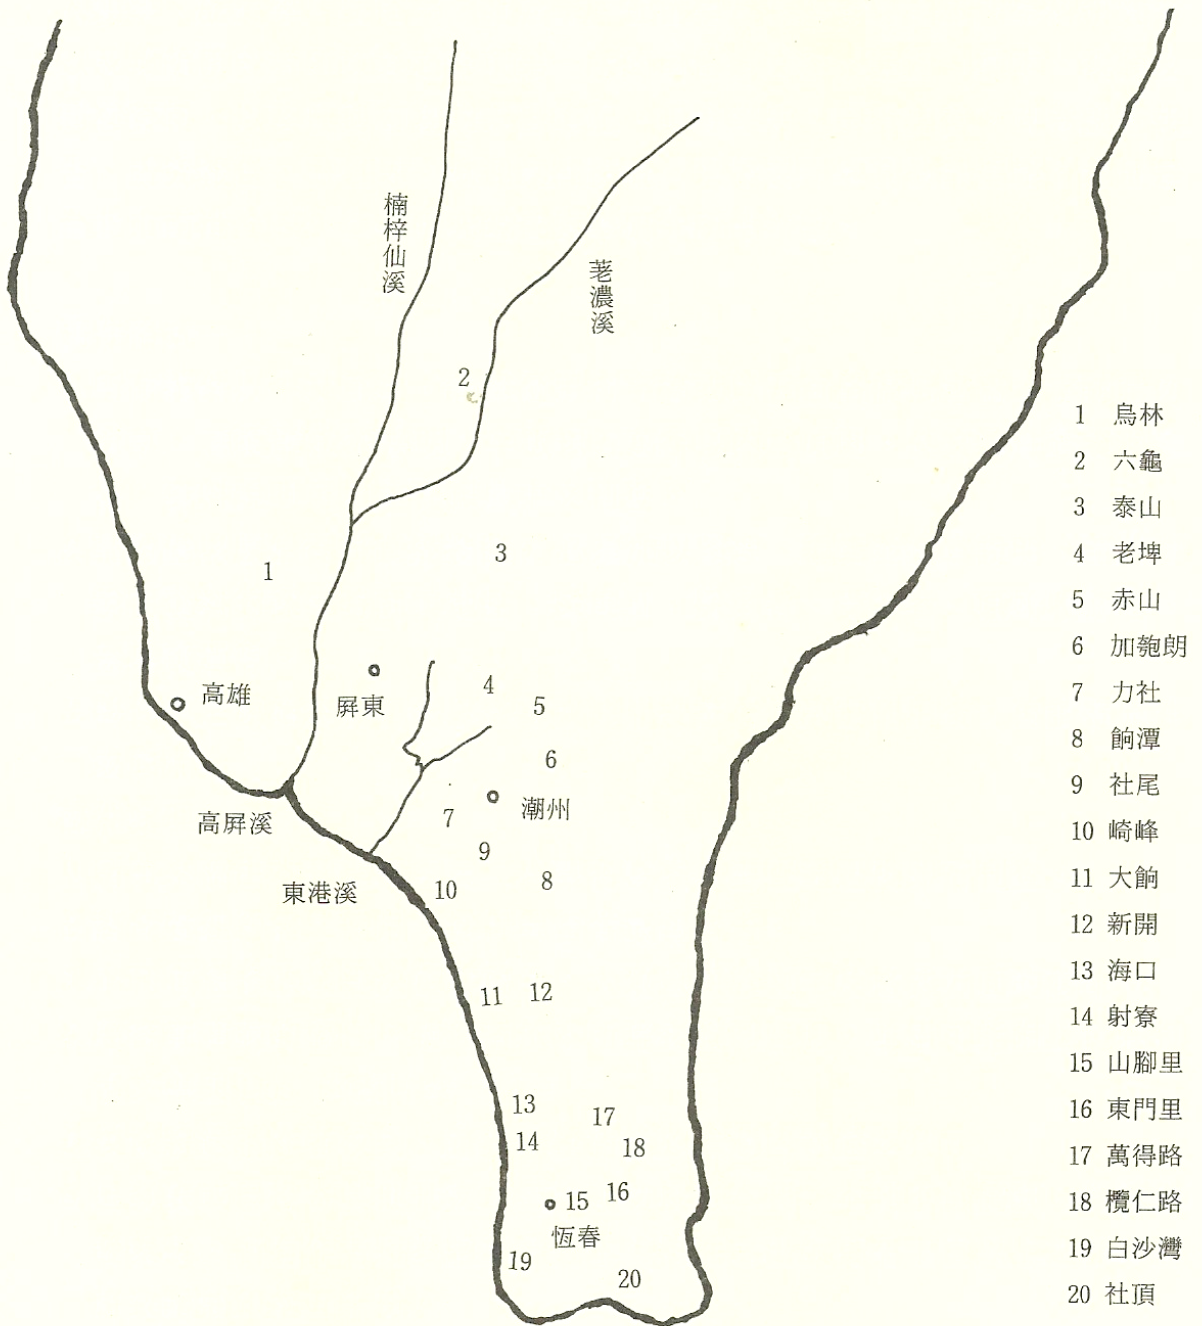 楠梓仙溪
荖濃溪
2
3
1
高雄
屏東
4
5
6
7
潮州
高屏溪
9
8
10
東港溪
11
12
13
17
14
18
15
16
恆春
19
20
1 烏林
2 六龜
3 泰山
4 老埤
5 赤山
6 加匏朗
7 力社
8 餉潭
9 社尾
10 崎峰
11 大餉
12 新開
13 海口
14 射寮
15 山腳里
16 東門里
17 萬得路
18 欖仁路
19 白沙灣
20 社頂